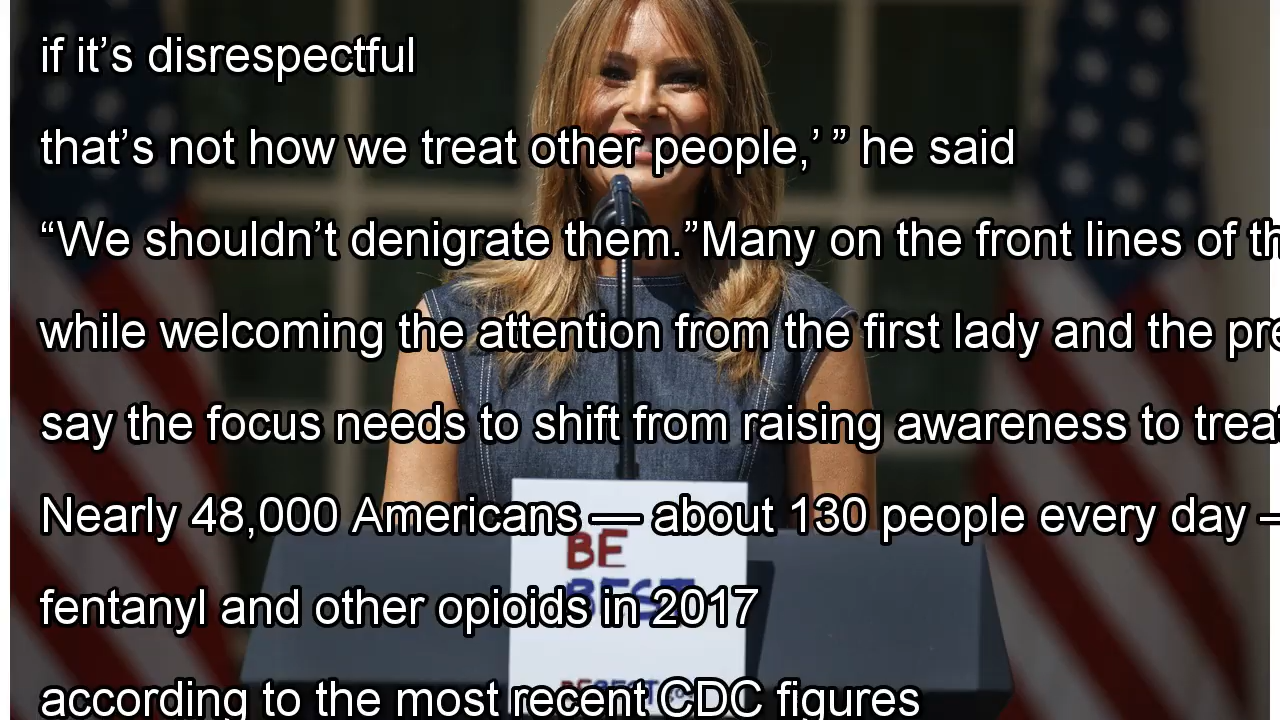 if it’s disrespectful
that’s not how we treat other people,’ ” he said
“We shouldn’t denigrate them.”Many on the front lines of
while welcoming the attention from the first lady and the
say the focus needs to shift from raising awareness to
Nearly 48,000 Americans — about 130 people every day
fentanyl and other opioids in 2017
according to the most recent CDC figures
BE
BEST